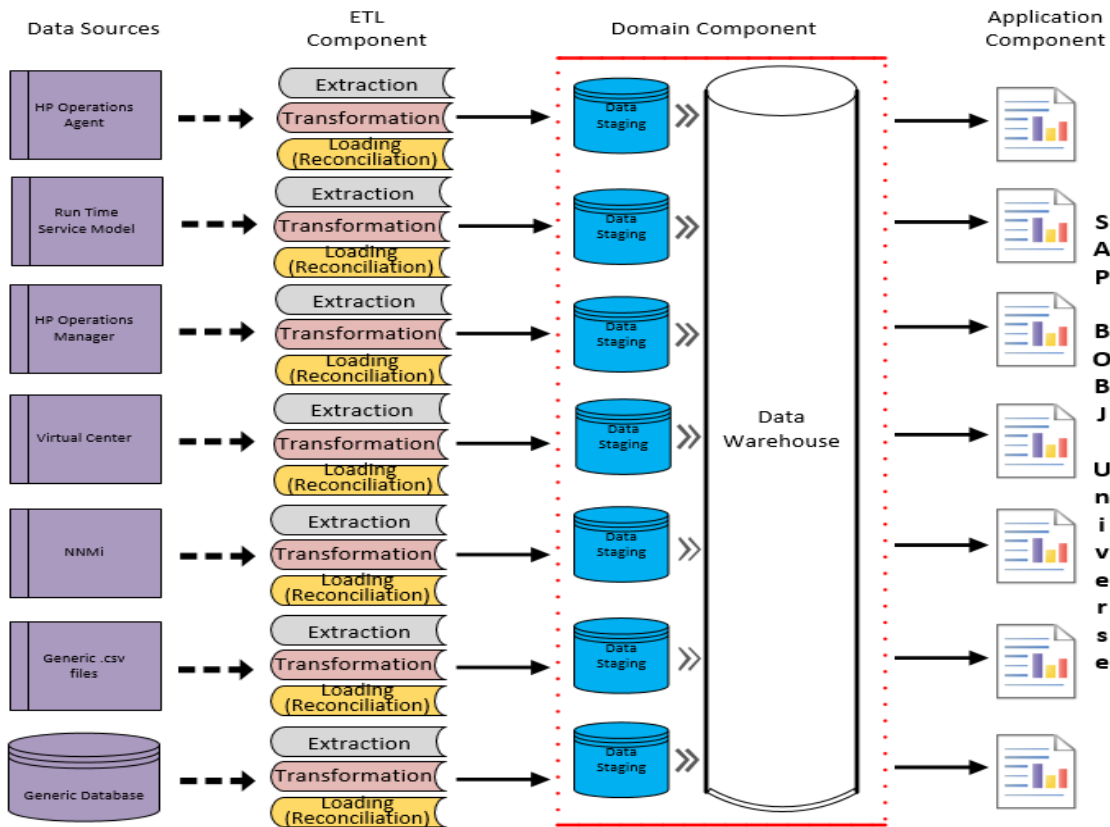 Data Sources
ETL
Component
Domain Component
Application
Component
HP Operations
Agent
Extraction
Transformation
Loading
(Reconciliation)
Data
Staging
Run Time
Service Model
Extraction
Transformation
Loading
(Reconciliation)
Data
Staging
HP Operations
Manager
Extraction
Transformation
Loading
(Reconciliation)
Data
Staging
Virtual Center
Extraction
Transformation
Loading
(Reconciliation)
Data
Staging
Data
Warehouse
NNMi
Extraction
Transformation
Loading
(Reconciliation)
Data
Staging
Generic .csv
files
Extraction
Transformation
Loading
(Reconciliation)
Data
Staging
Generic Database
Extraction
Transformation
Loading
(Reconciliation)
Data
Staging
SAP BOBJ Universe